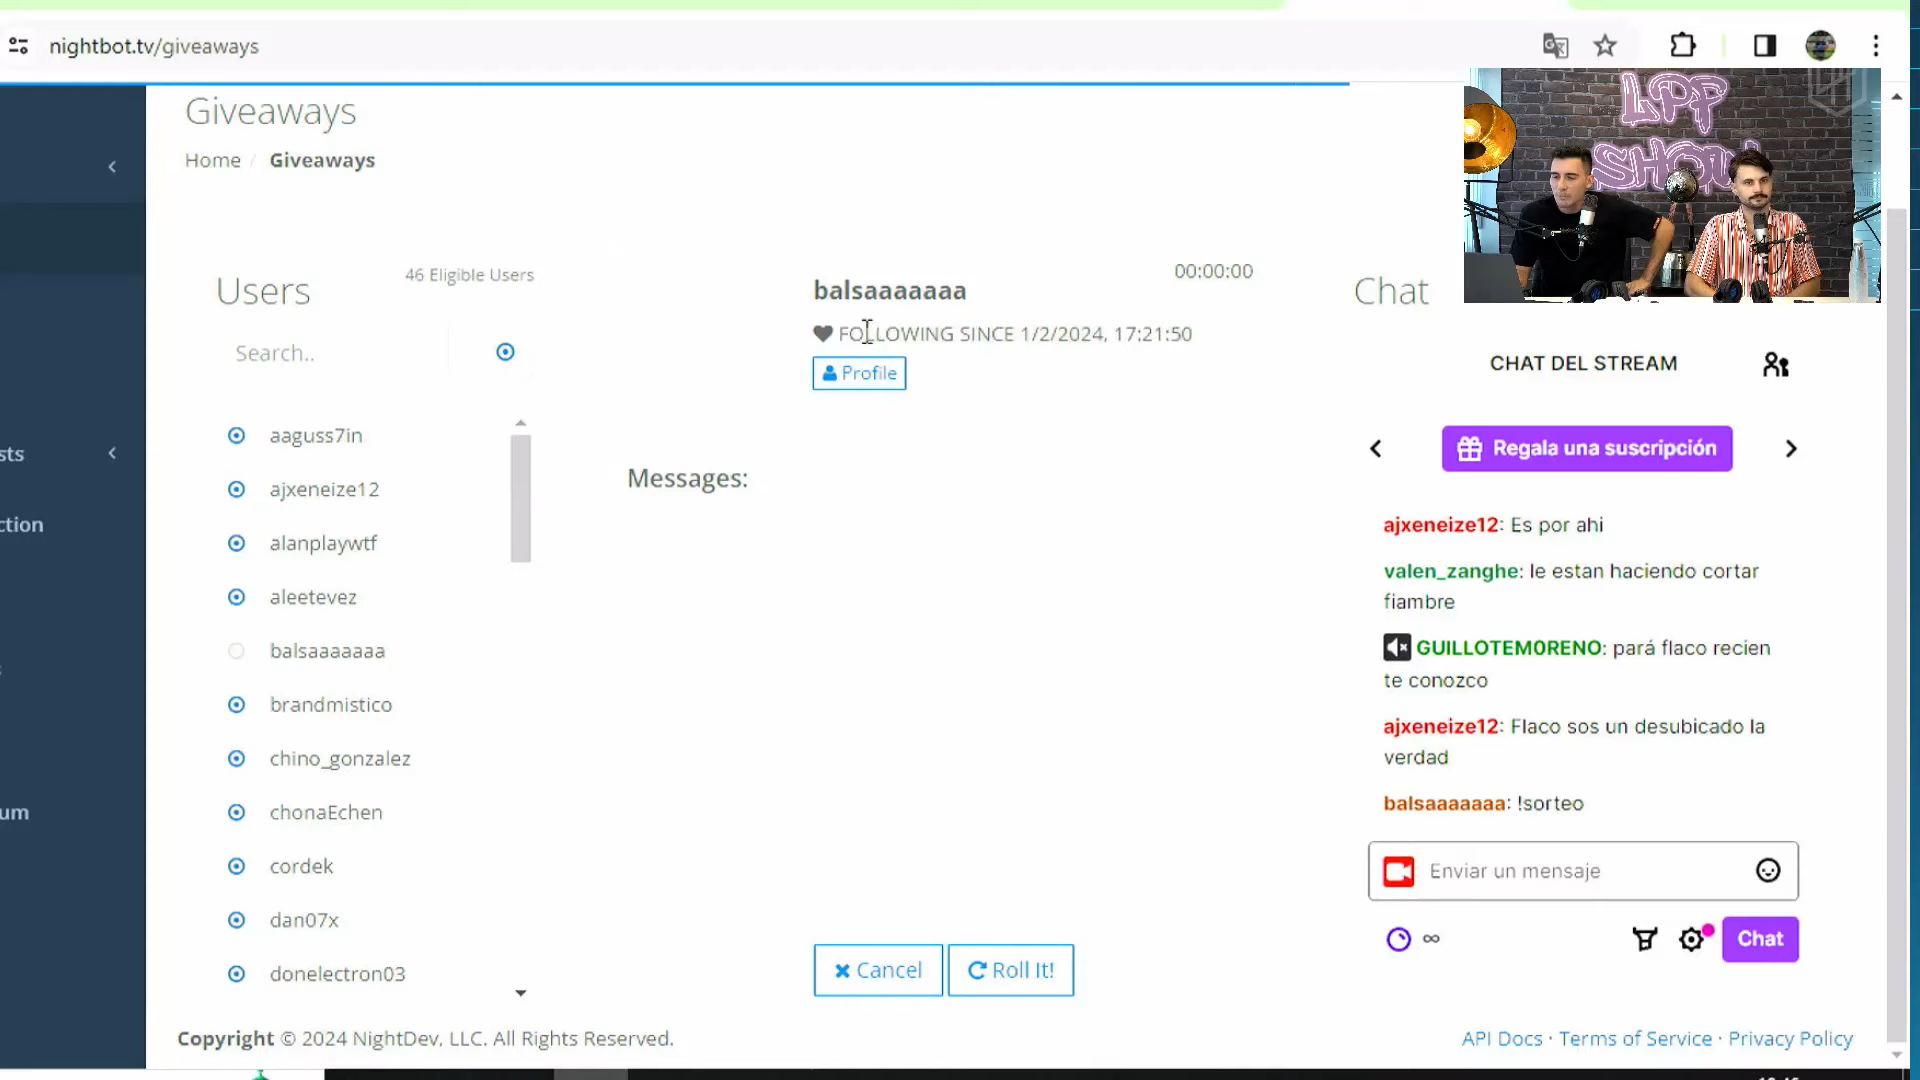 nightbot.tv/giveaways
Giveaways
Home / Giveaways
LPP
SHOW
Users
46 Eligible Users
Search..
aaguss7in
ajxeneize12
alanplaywtf
aleetevez
balsaaaaaaa
brandmistico
chino_gonzalez
chonaEchen
cordek
dan07x
donelectron03
sts
ction
um
00:00:00
balsaaaaaaa
FOLLOWING SINCE 1/2/2024, 17:21:50
Profile
Messages:
Cancel
Roll It!
Chat
CHAT DEL STREAM
Regala una suscripción
ajxeneize12: Es por ahi
valen_zanghe: le estan haciendo cortar
fiambre
GUILLOTEM0RENO: pará flaco recien
te conozco
ajxeneize12: Flaco sos un desubicado la
verdad
balsaaaaaaa: !sorteo
Enviar un mensaje
∞
Chat
Copyright © 2024 NightDev, LLC. All Rights Reserved.
API Docs · Terms of Service · Privacy Policy